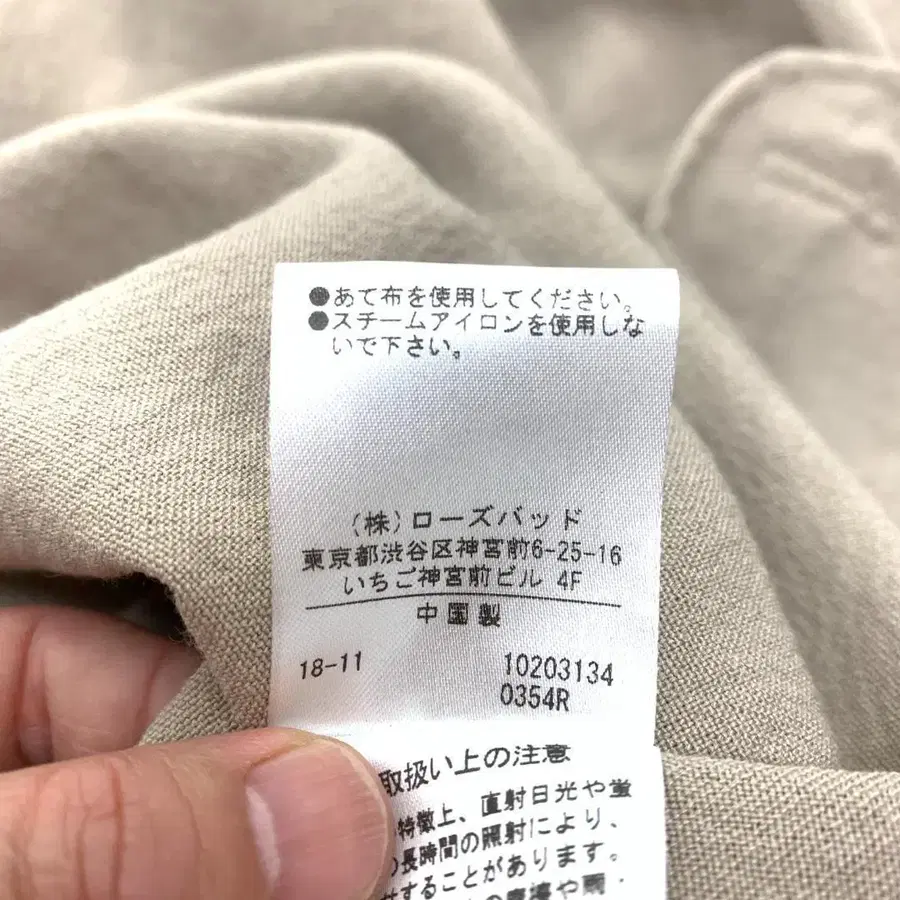 ●あて布を使用してください。
●スチームアイロンを使用しな
いで下さい。
(株)ローズバッド
東京都渋谷区神宮前6-25-16
いちご神宮前ビル 4F
中国製
18-11 10203134
0354R
取扱い上の注意
特徴上、直射日光や蛍
長時間の照射により、
することがあります。
や雨・